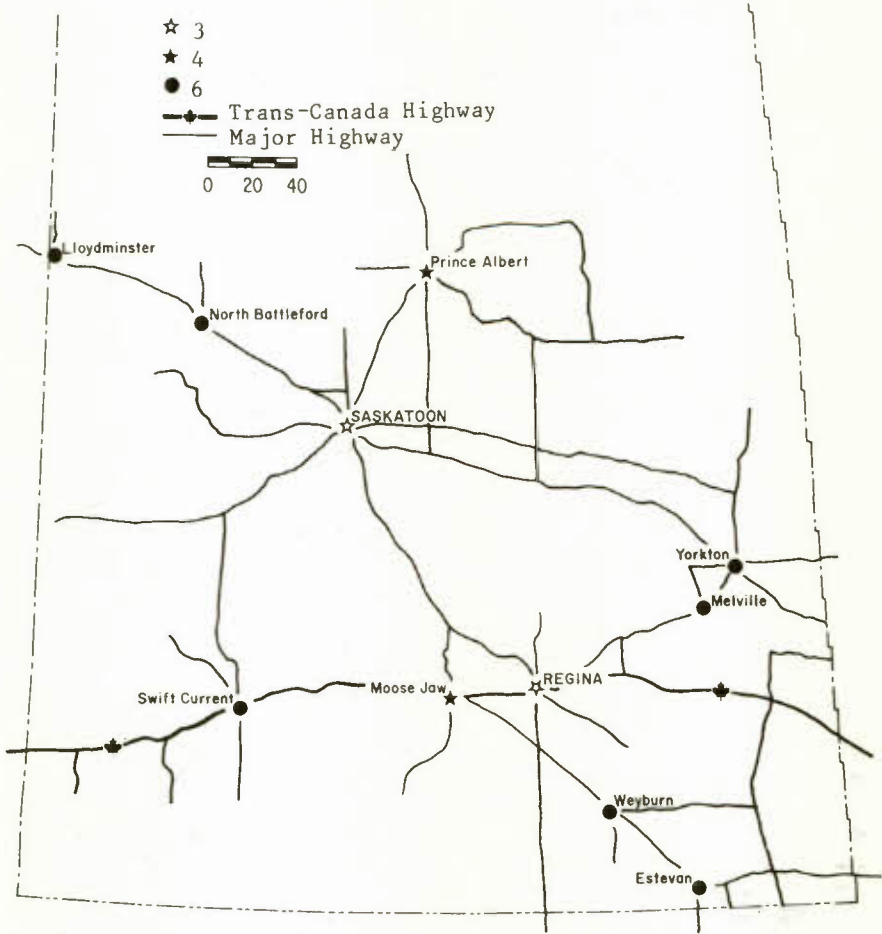 3
4
6
Trans-Canada Highway
Major Highway
0 20 40
Lloydminster
Prince Albert
North Battleford
SASKATOON
Yorkton
Melville
REGINA
Moose Jaw
Swift Current
Weyburn
Estevan